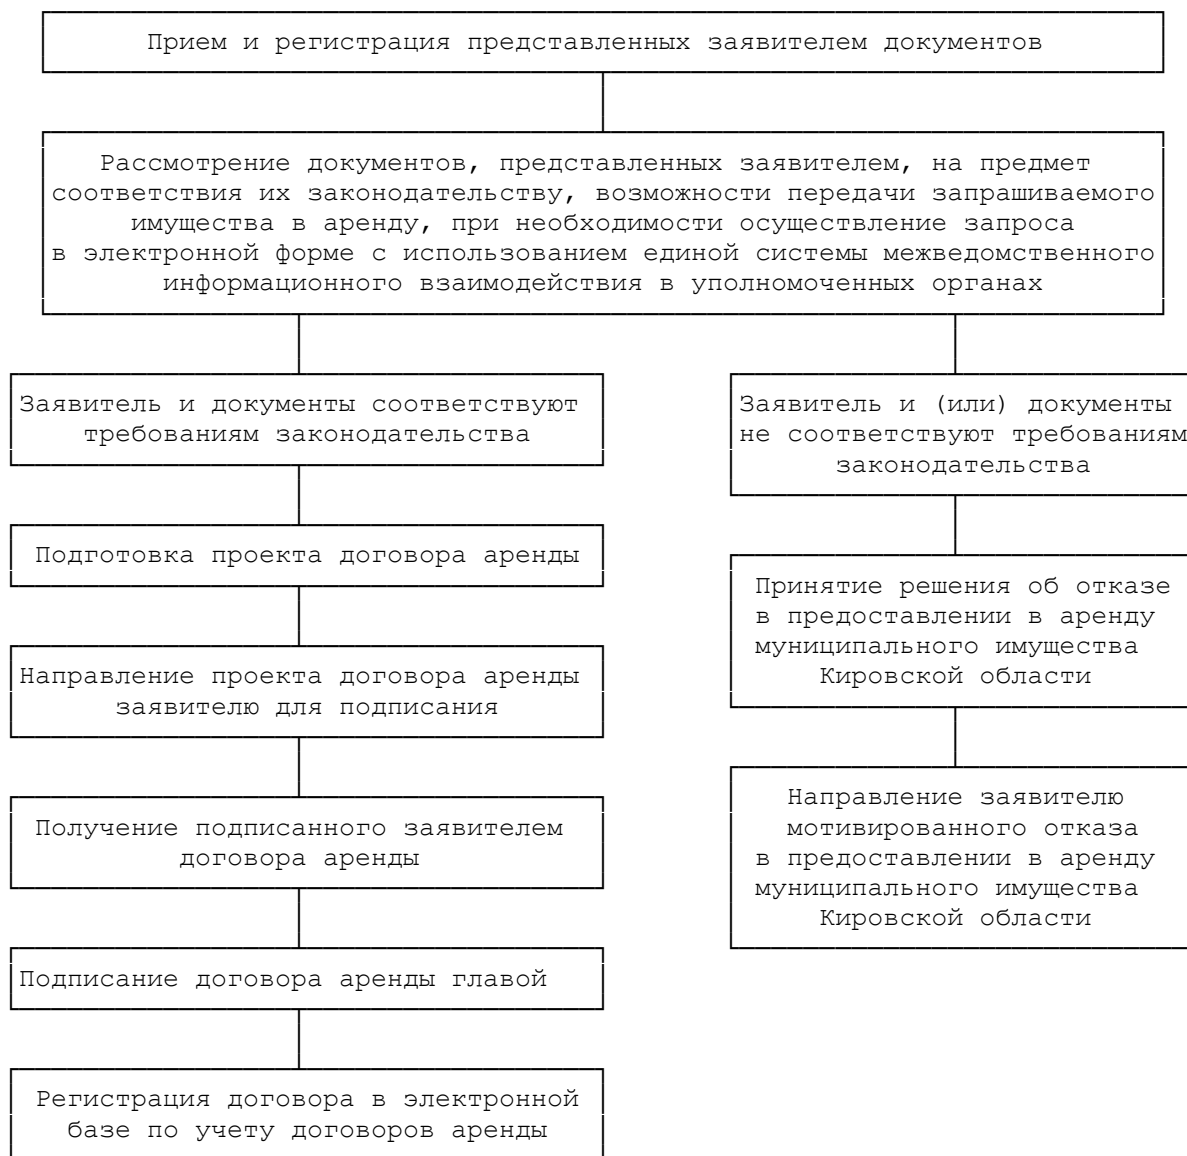 Прием и регистрация представленных заявителем документов
Рассмотрение документов, представленных заявителем, на предмет
соответствия их законодательству, возможности передачи запрашиваемого
имущества в аренду, при необходимости осуществление запроса
в электронной форме с использованием единой системы межведомственного
информационного взаимодействия в уполномоченных органах
Заявитель и документы соответствуют
требованиям законодательства
Подготовка проекта договора аренды
Направление проекта договора аренды
заявителю для подписания
Получение подписанного заявителем
договора аренды
Подписание договора аренды главой
Регистрация договора в электронной
базе по учету договоров аренды
Заявитель и (или) документы
не соответствуют требованиям
законодательства
Принятие решения об отказе
в предоставлении в аренду
муниципального имущества
Кировской области
Направление заявителю
мотивированного отказа
в предоставлении в аренду
муниципального имущества
Кировской области